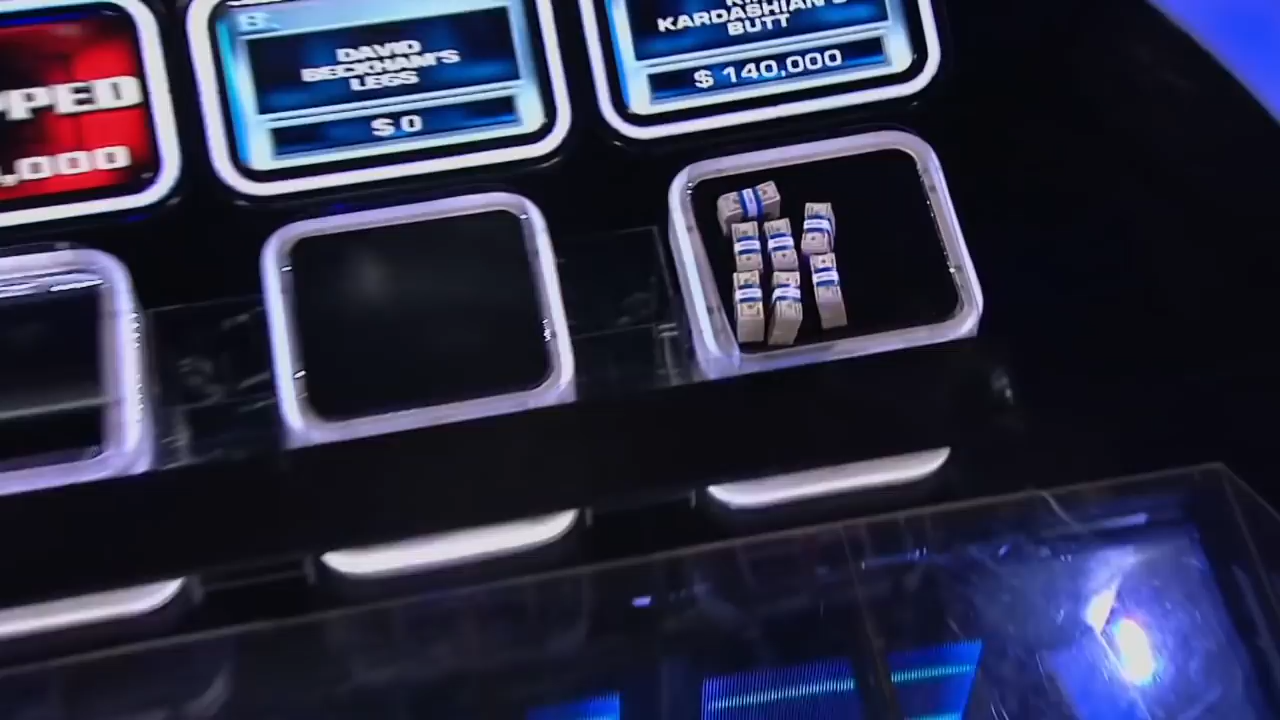 PPED
,000
B.
DAVID
BECKHAM'S
LEGS
$0
KARDASHIAN'S
BUTT
$ 140,000